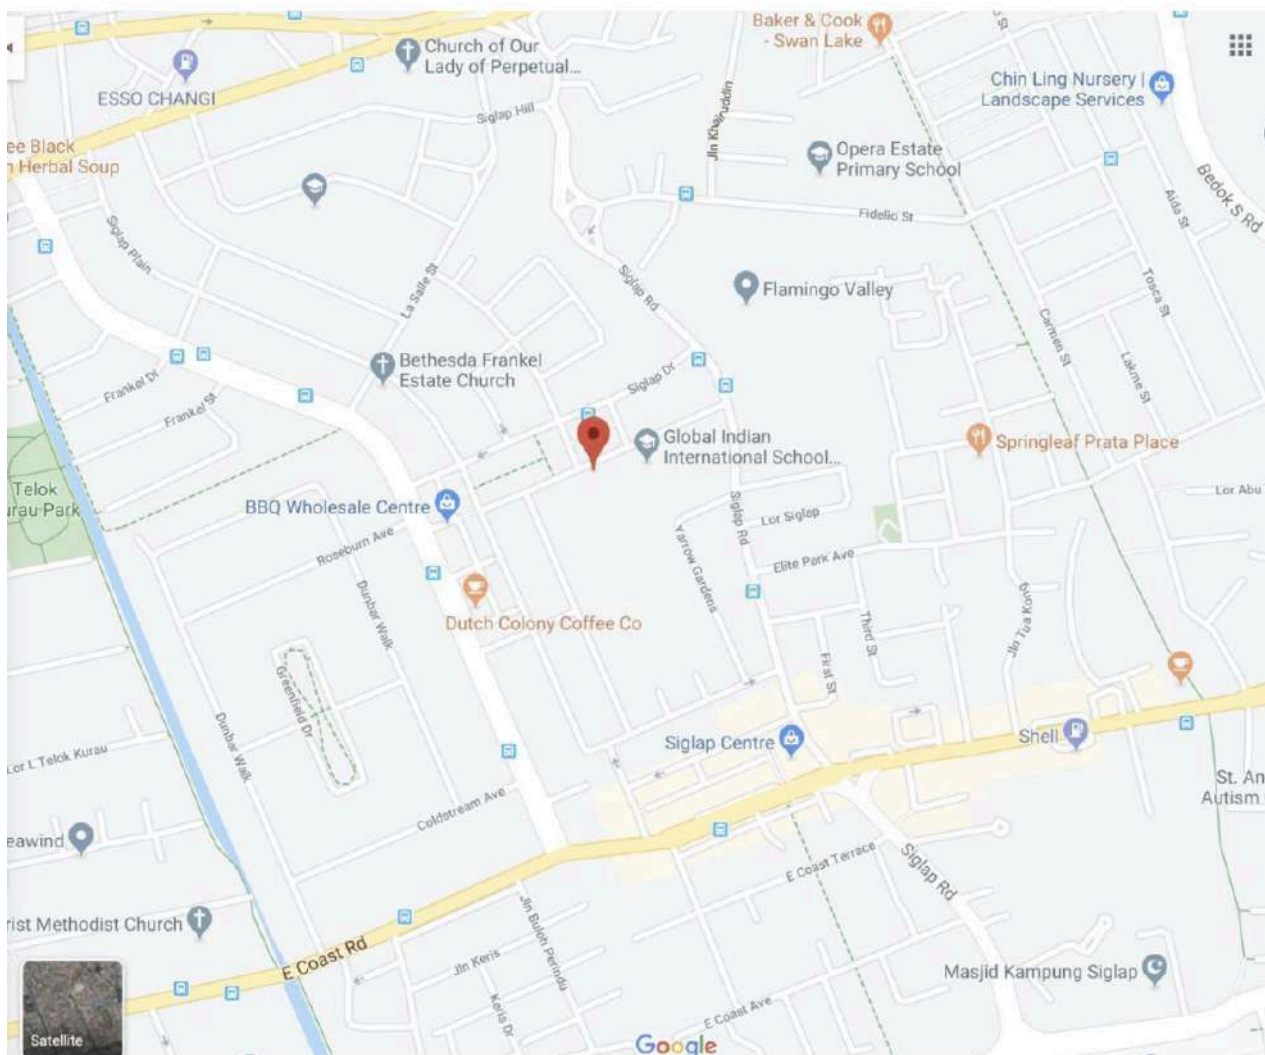 Baker & Cook
- Swan Lake
Church of Our
Lady of Perpetual...
ESSO CHANGI
Chin Ling Nursery |
Landscape Services
Siglap Hill
Jln Khairuddin
ee Black
n Herbal Soup
Opera Estate
Primary School
Bedok S Rd
Aida St
Fidelio St
Siglap Plain
La Salle St
Siglap Rd
Flamingo Valley
Tosca St
Carmen St
Lakme St
Bethesda Frankel
Estate Church
Frankel Dr
Frankel St
Siglap Dr
Global Indian
International School...
Springleaf Prata Place
Telok
urau Park
BBQ Wholesale Centre
Siglap Rd
Lor Abu
Lor Siglap
Roseburn Ave
Yarrow Gardens
Elite Park Ave
Dunbar Walk
Dutch Colony Coffee Co
Third St
Jln Tua Kong
First St
Greenfield Dr
Dunbar Walk
Lor L Telok Kurau
Siglap Centre
Shell
St. An
Autism
Coldstream Ave
eawind
E Coast Terrace
Siglap Rd
rist Methodist Church
Jln Buloh Perindu
E Coast Rd
Jln Keris
Keris Dr
Masjid Kampung Siglap
E Coast Ave
Satellite
Google